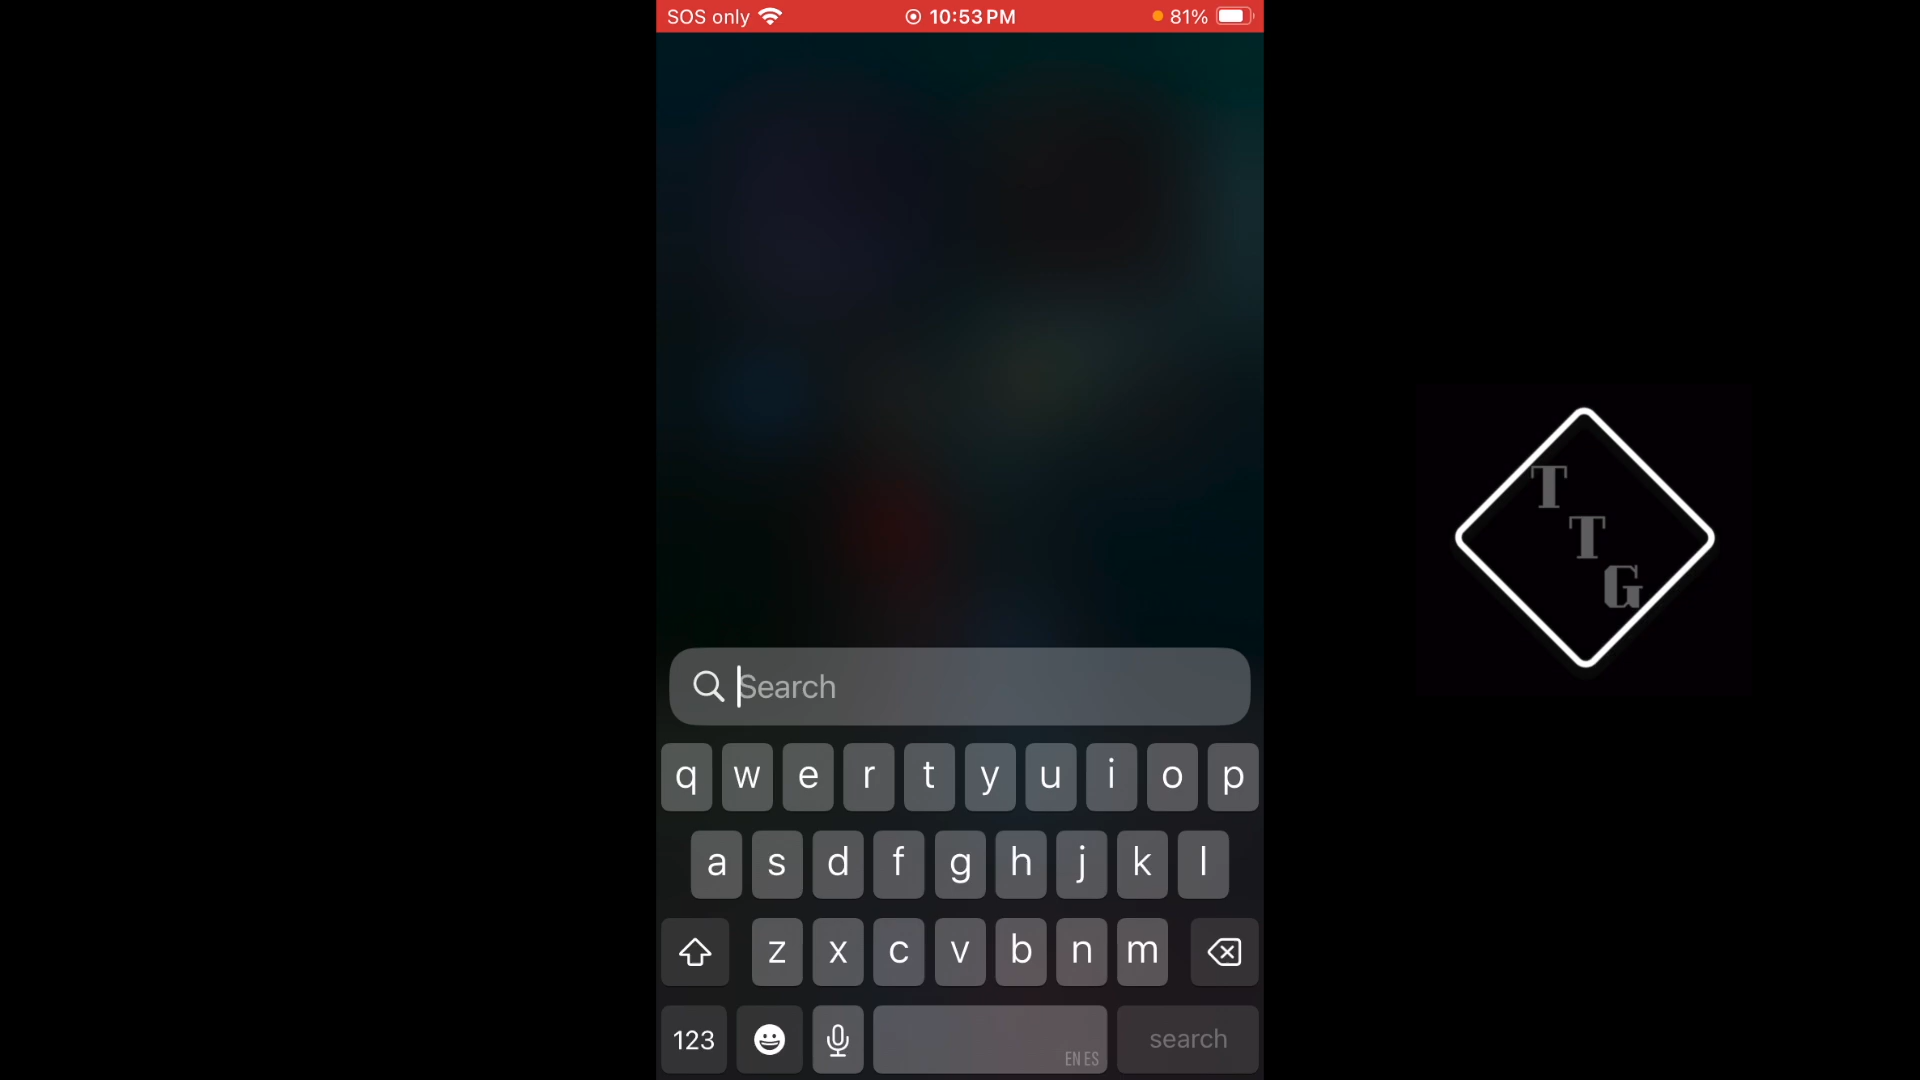 SOS only 10:53 PM 81%
Search
q w e r t y u i o p
a s d f g h j k l
z x c v b n m
123 EN ES search
T
T
G